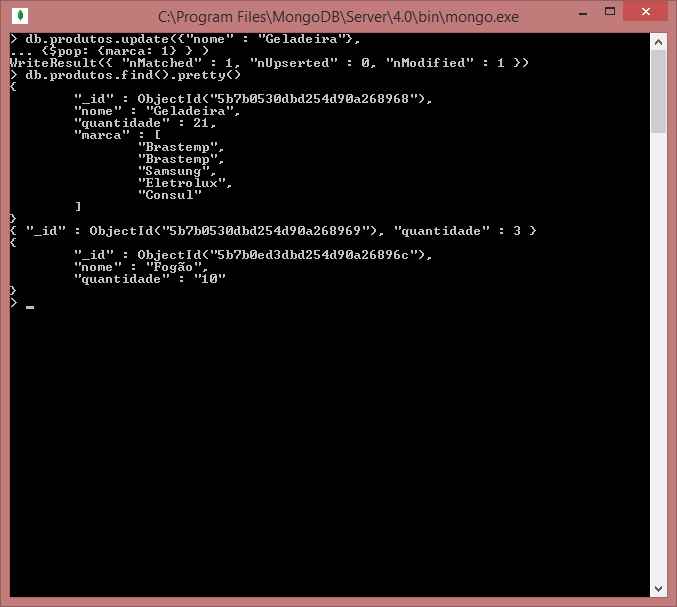 C:\Program Files\MongoDB\Server\4.0\bin\mongo.exe
> db.produtos.update({"nome" : "Geladeira"},
... {$pop: {marca: 1} } )
WriteResult({ "nMatched" : 1, "nUpserted" : 0, "nModified" : 1 })
> db.produtos.find().pretty()
{
        "_id" : ObjectId("5b7b0530dbd254d90a268968"),
        "nome" : "Geladeira",
        "quantidade" : 21,
        "marca" : [
                "Brastemp",
                "Brastemp",
                "Samsung",
                "Eletrolux",
                "Consul"
        ]
}
{ "_id" : ObjectId("5b7b0530dbd254d90a268969"), "quantidade" : 3 }
{
        "_id" : ObjectId("5b7b0ed3dbd254d90a26896c"),
        "nome" : "Fogão",
        "quantidade" : "10"
}
> _